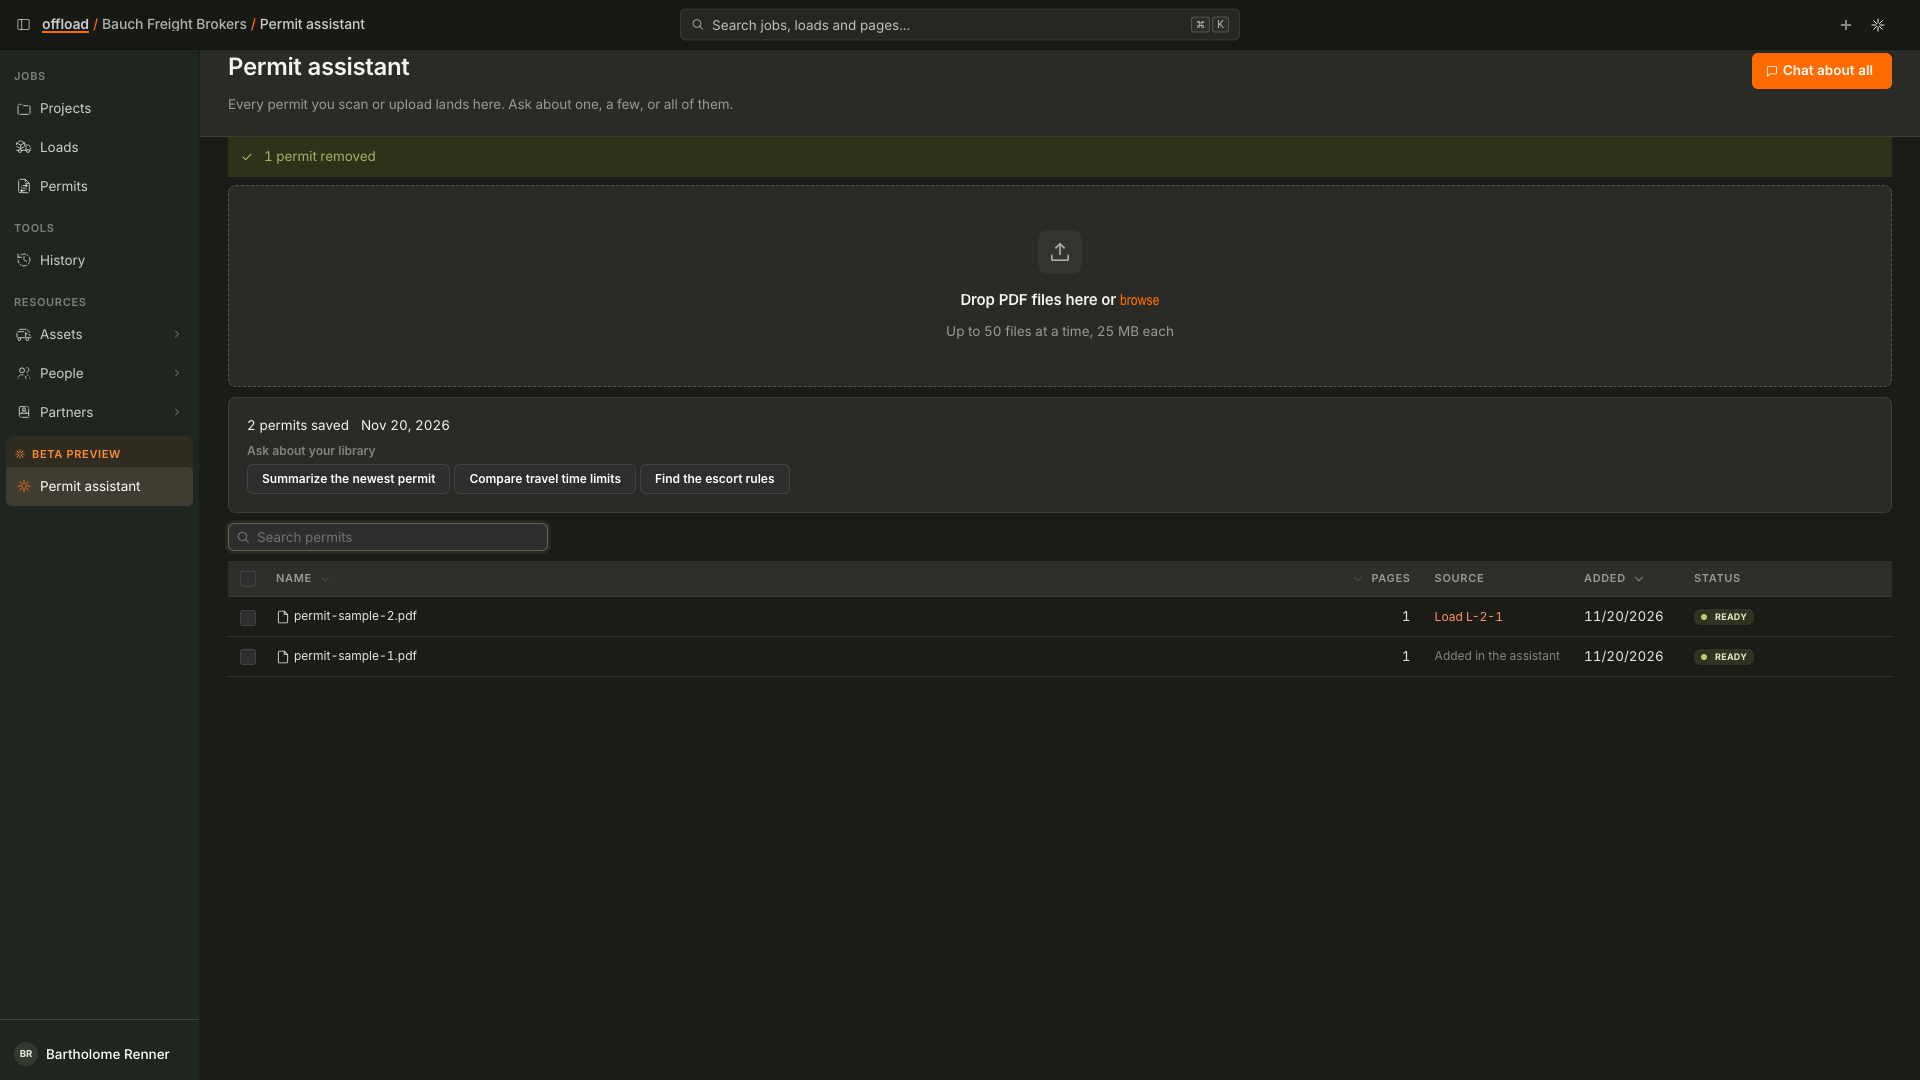 offload / Bauch Freight Brokers / Permit assistant
Search jobs, loads and pages...
⌘ K
JOBS
Projects
Loads
Permits
TOOLS
History
RESOURCES
Assets
People
Partners
BETA PREVIEW
Permit assistant
BR Bartholome Renner
Permit assistant
Every permit you scan or upload lands here. Ask about one, a few, or all of them.
Chat about all
1 permit removed
Drop PDF files here or browse
Up to 50 files at a time, 25 MB each
2 permits saved Nov 20, 2026
Ask about your library
Summarize the newest permit Compare travel time limits Find the escort rules
Search permits
NAME PAGES SOURCE ADDED STATUS
permit-sample-2.pdf 1 Load L-2-1 11/20/2026 READY
permit-sample-1.pdf 1 Added in the assistant 11/20/2026 READY